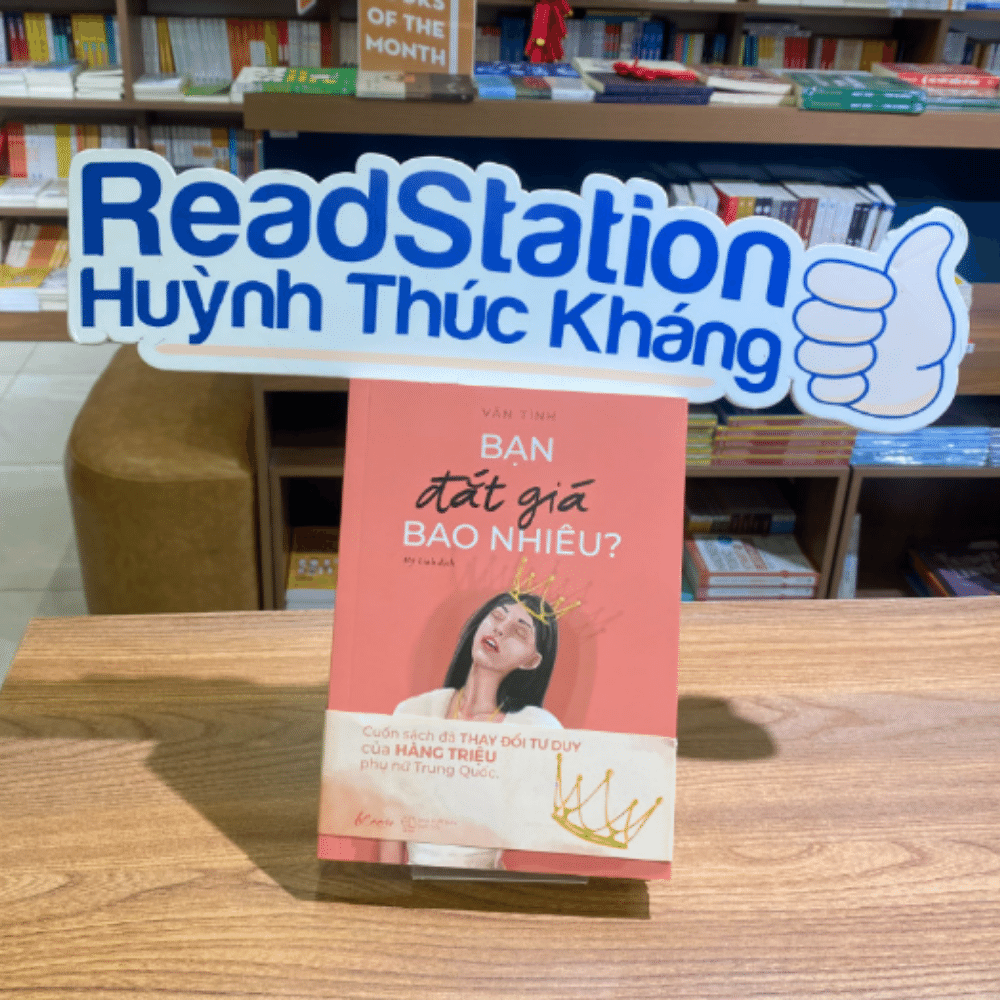 OF THE
MONTH
ReadStation
Huỳnh Thúc Kháng
VÃN TÌNH
BẠN
đắt giá
BAO NHIÊU?
Cuốn sách đã THAY ĐỔI TƯ DUY
của HÀNG TRIỆU
phụ nữ Trung Quốc.